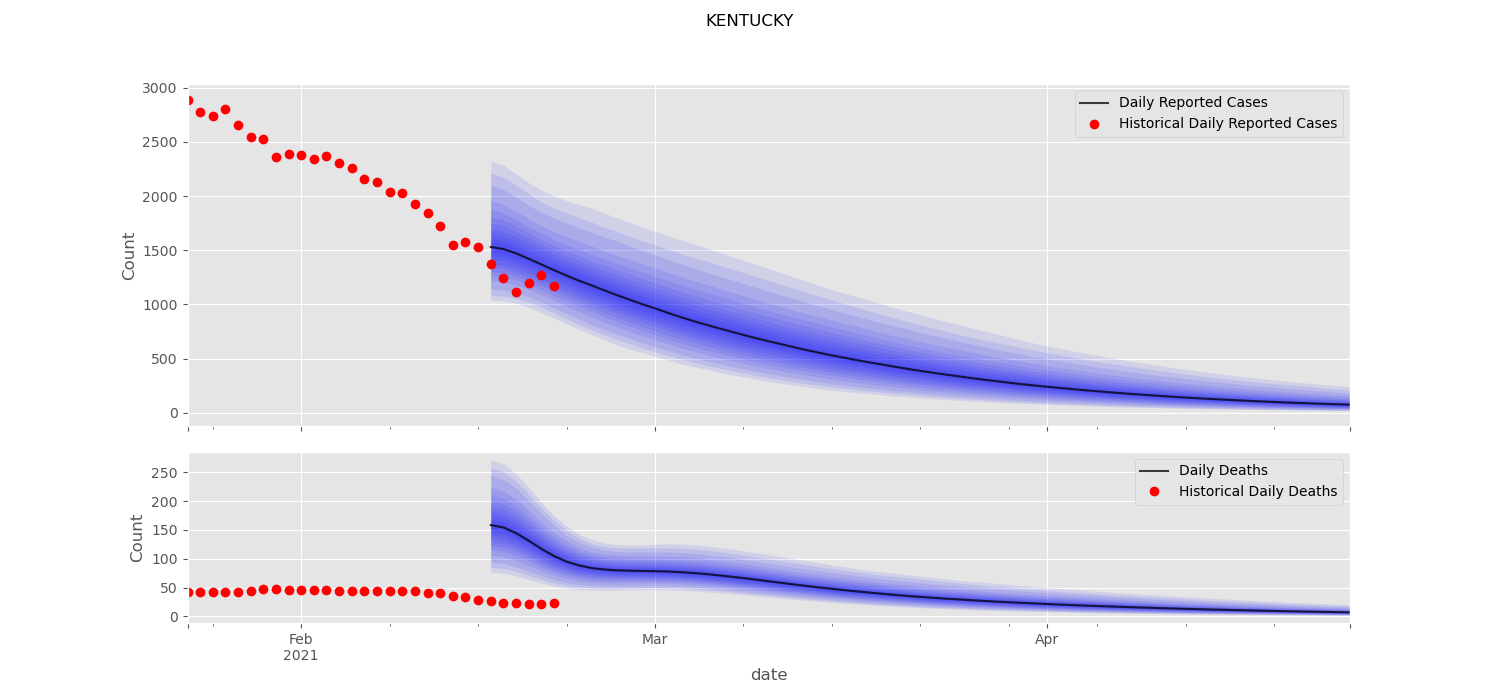 KENTUCKY
3000
2500
2000
1500
1000
500
0
Count
Daily Reported Cases
Historical Daily Reported Cases
250
200
150
100
50
0
Count
Daily Deaths
Historical Daily Deaths
Feb
2021
Mar
Apr
date